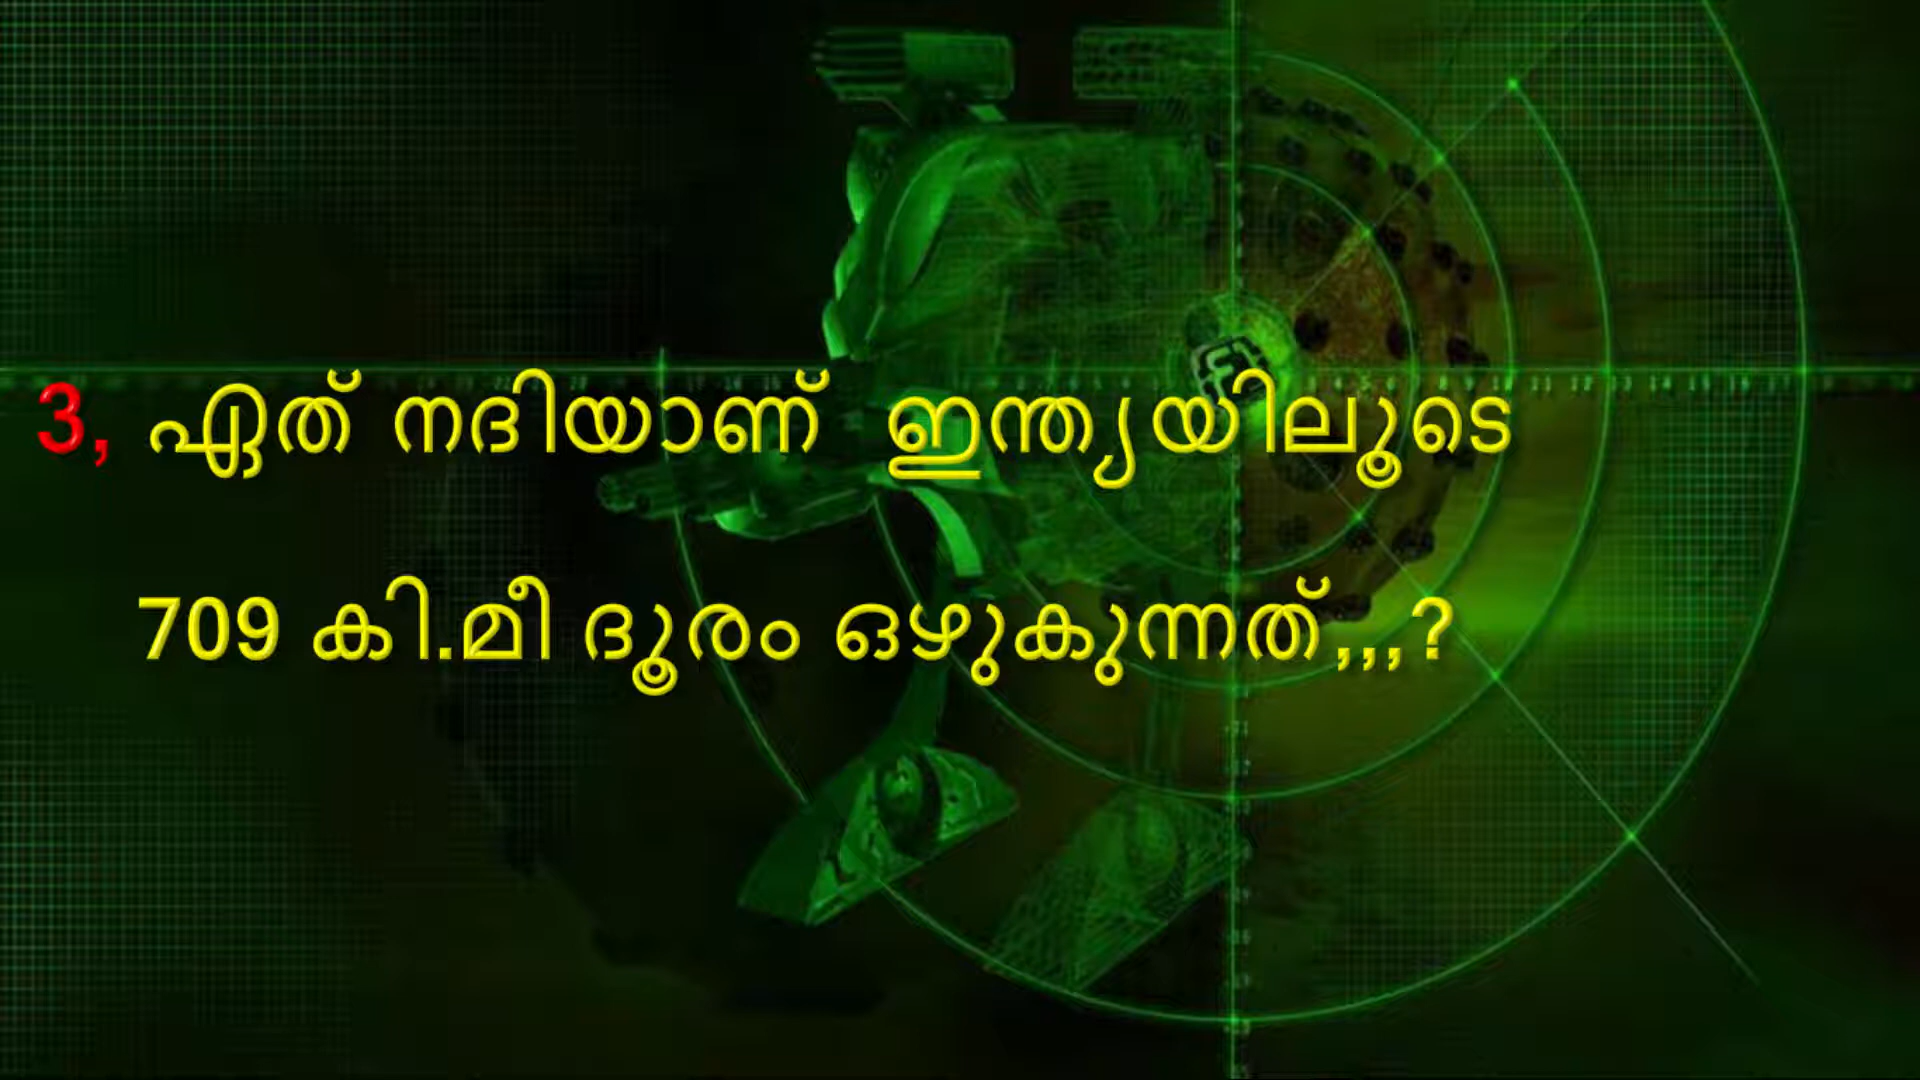 3, ഏത് നദിയാണ് ഇന്ത്യയിലൂടെ
709 കി.മീ ദൂരം ഒഴുകുന്നത്,,,?